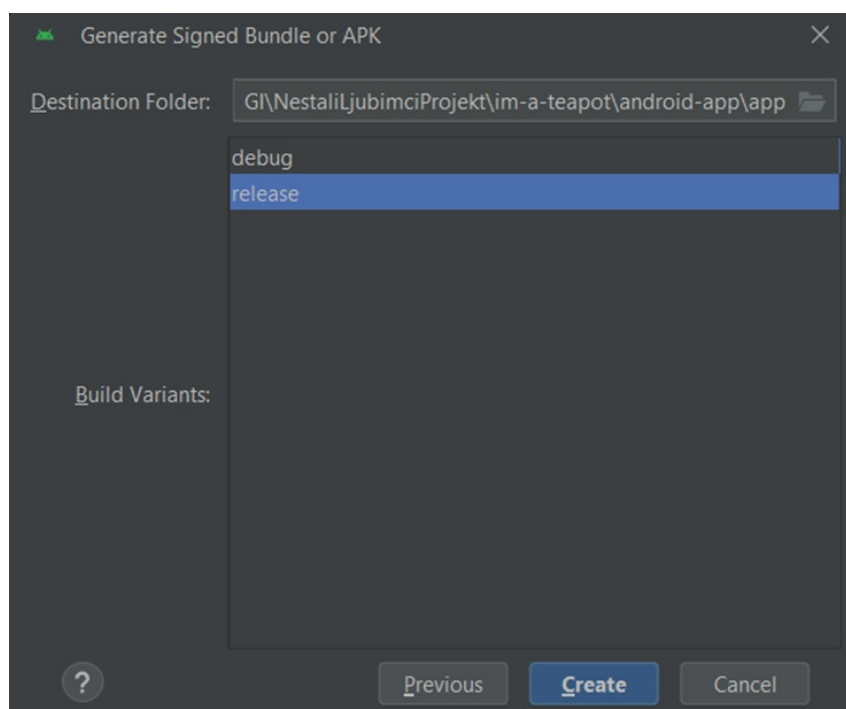 Generate Signed Bundle or APK
Destination Folder: GI\NestaliLjubimciProjekt\im-a-teapot\android-app\app
debug
release
Build Variants:
? Previous Create Cancel